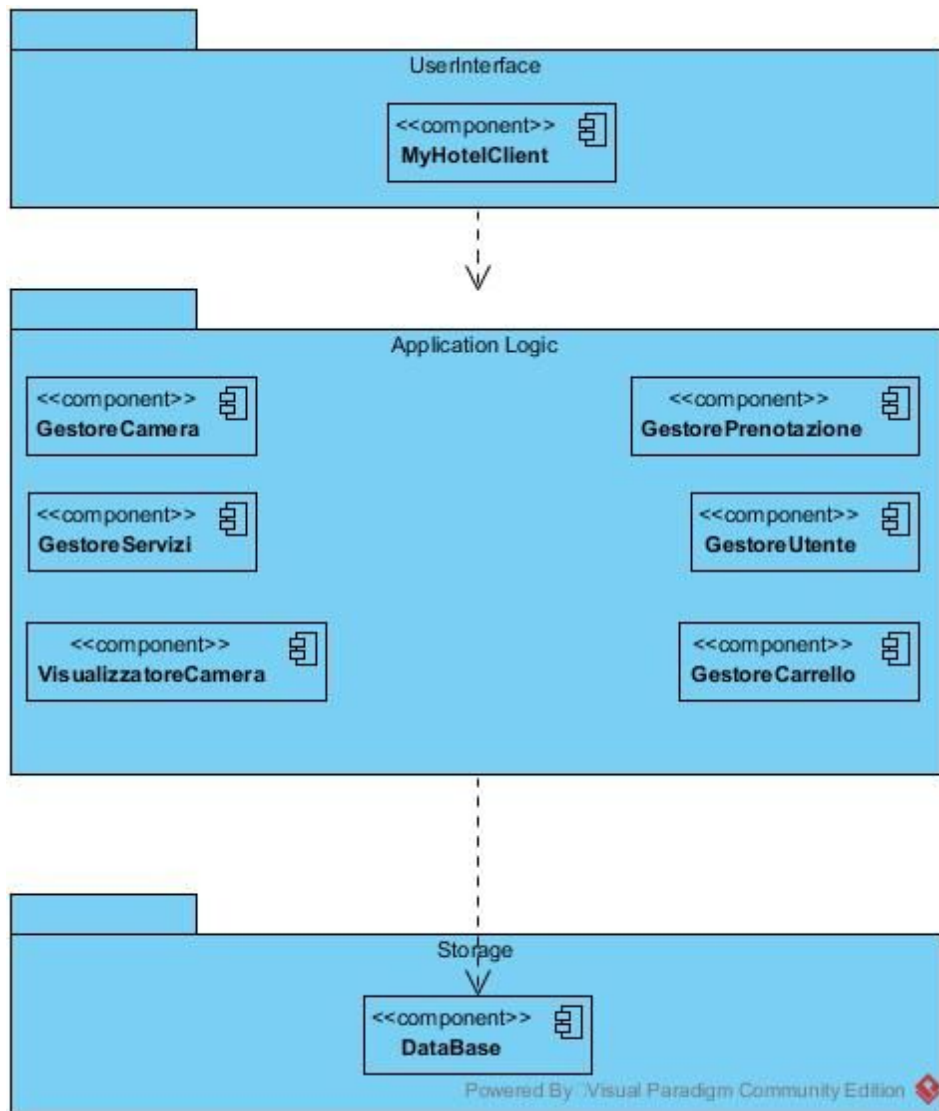 UserInterface
<<component>>
MyHotelClient
Application Logic
<<component>>
GestoreCamera
<<component>>
GestorePrenotazione
<<component>>
GestoreServizi
<<component>>
GestoreUtente
<<component>>
VisualizzatoreCamera
<<component>>
GestoreCarrello
Storage
<<component>>
DataBase
Powered By Visual Paradigm Community Edition